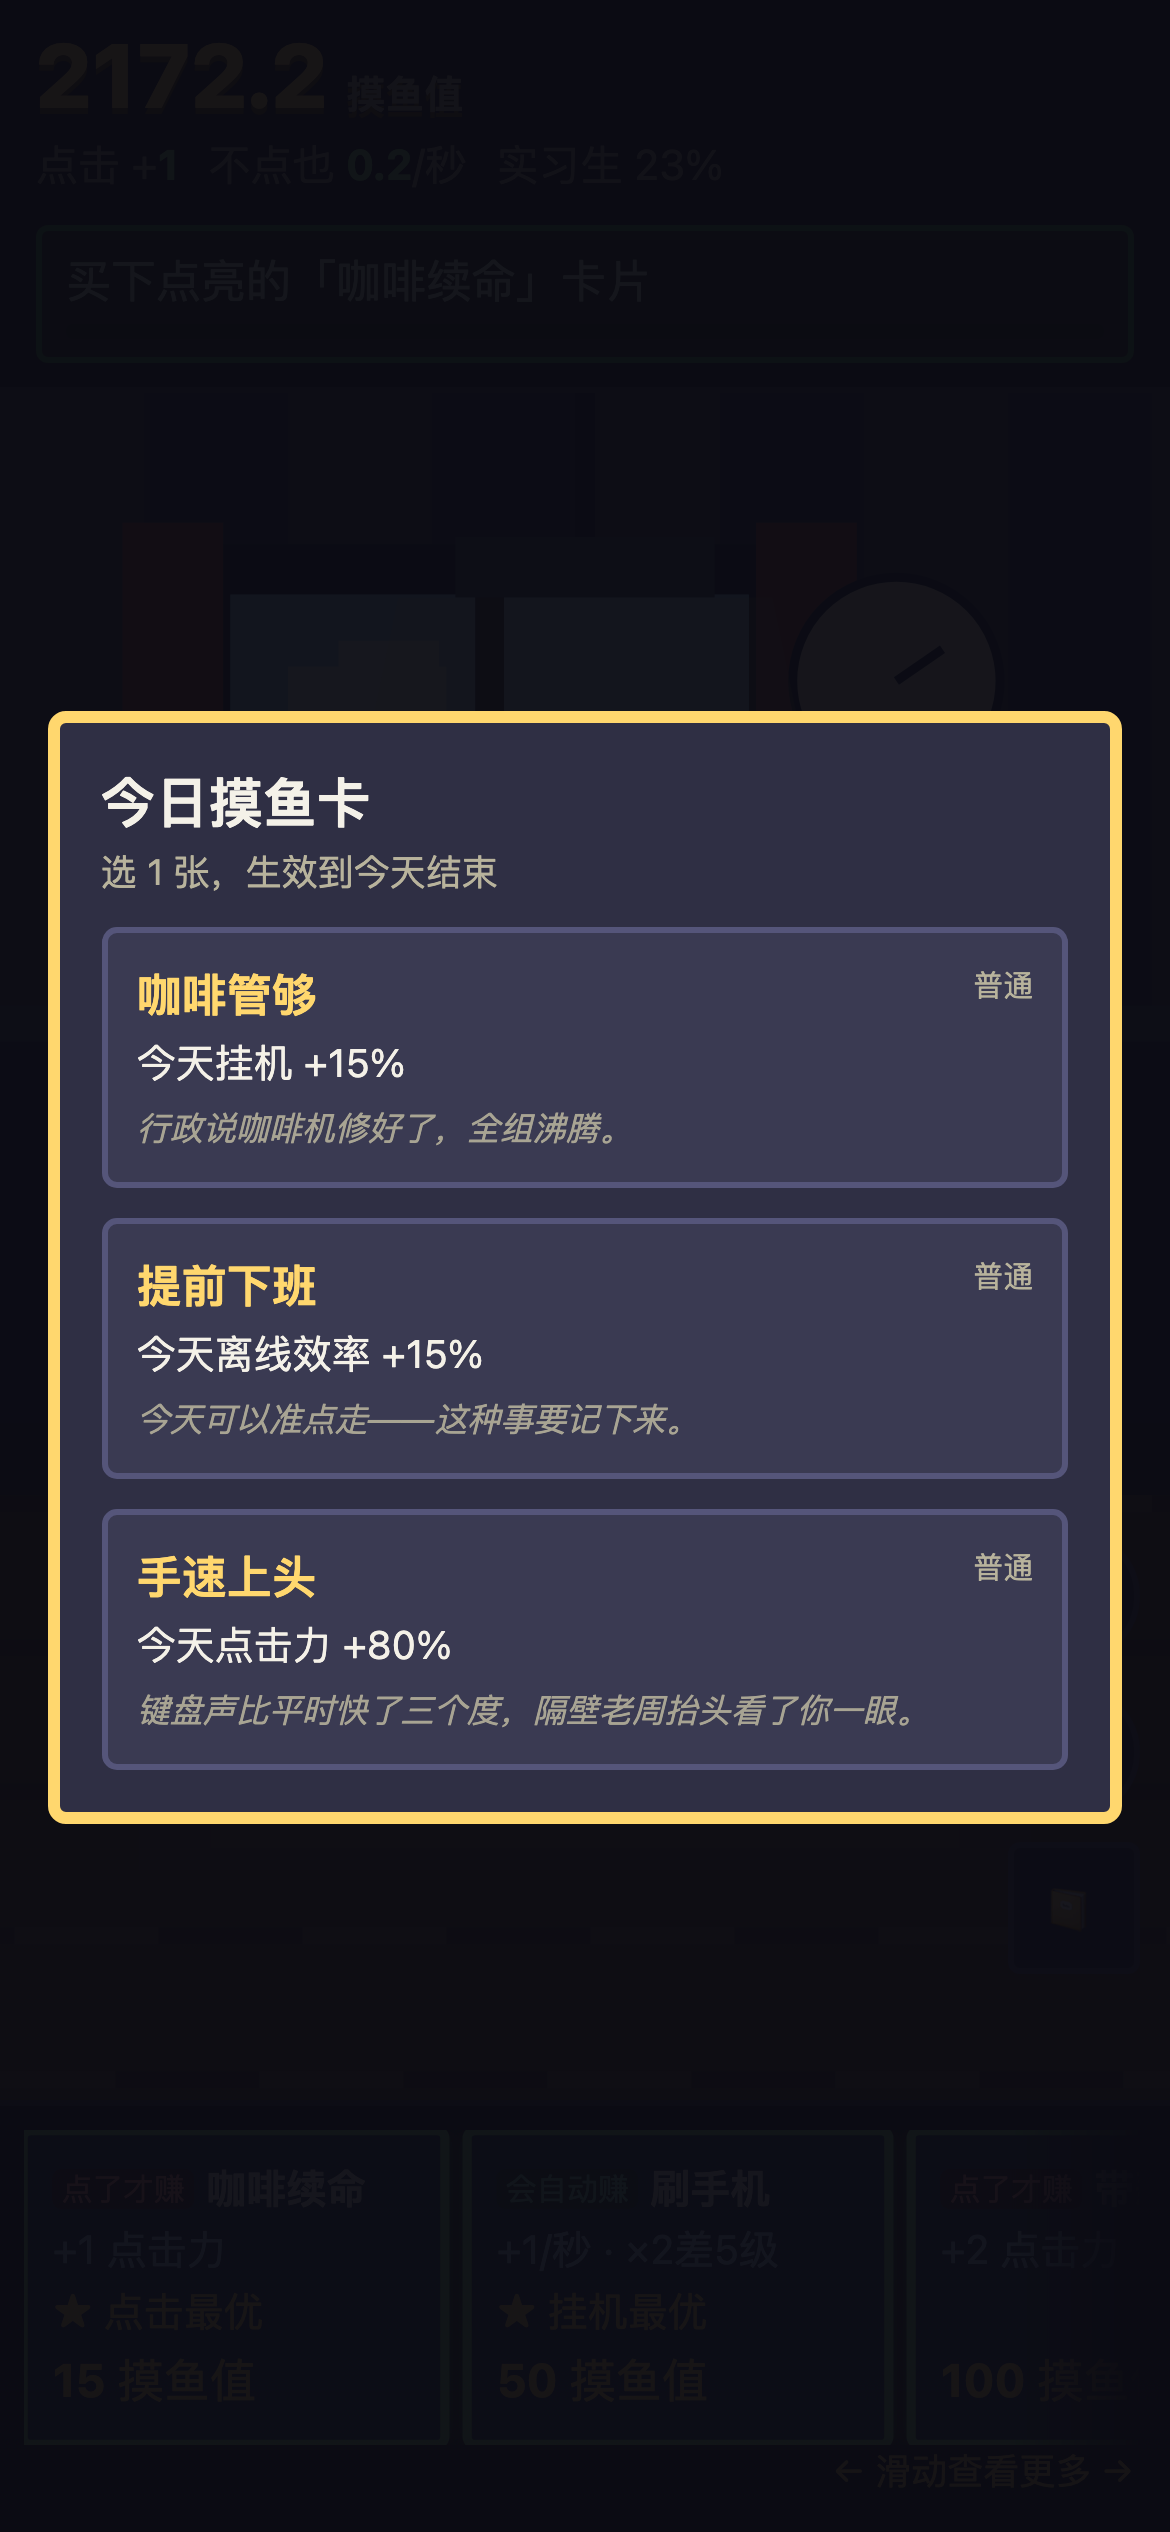 2172.2 摸鱼值
点击 +1 不点也 0.2/秒 实习生 23%
买下点亮的「咖啡续命」卡片
今日摸鱼卡
选 1 张，生效到今天结束
咖啡管够 普通
今天挂机 +15%
行政说咖啡机修好了，全组沸腾。
提前下班 普通
今天离线效率 +15%
今天可以准点走——这种事要记下来。
手速上头 普通
今天点击力 +80%
键盘声比平时快了三个度，隔壁老周抬头看了你一眼。
点了才赚 咖啡续命
+1 点击力
★ 点击最优
15 摸鱼值
会自动赚 刷手机
+1/秒 · ×2差5级
★ 挂机最优
50 摸鱼值
点了才赚
+2 点击力
100 摸鱼
← 滑动查看更多 →